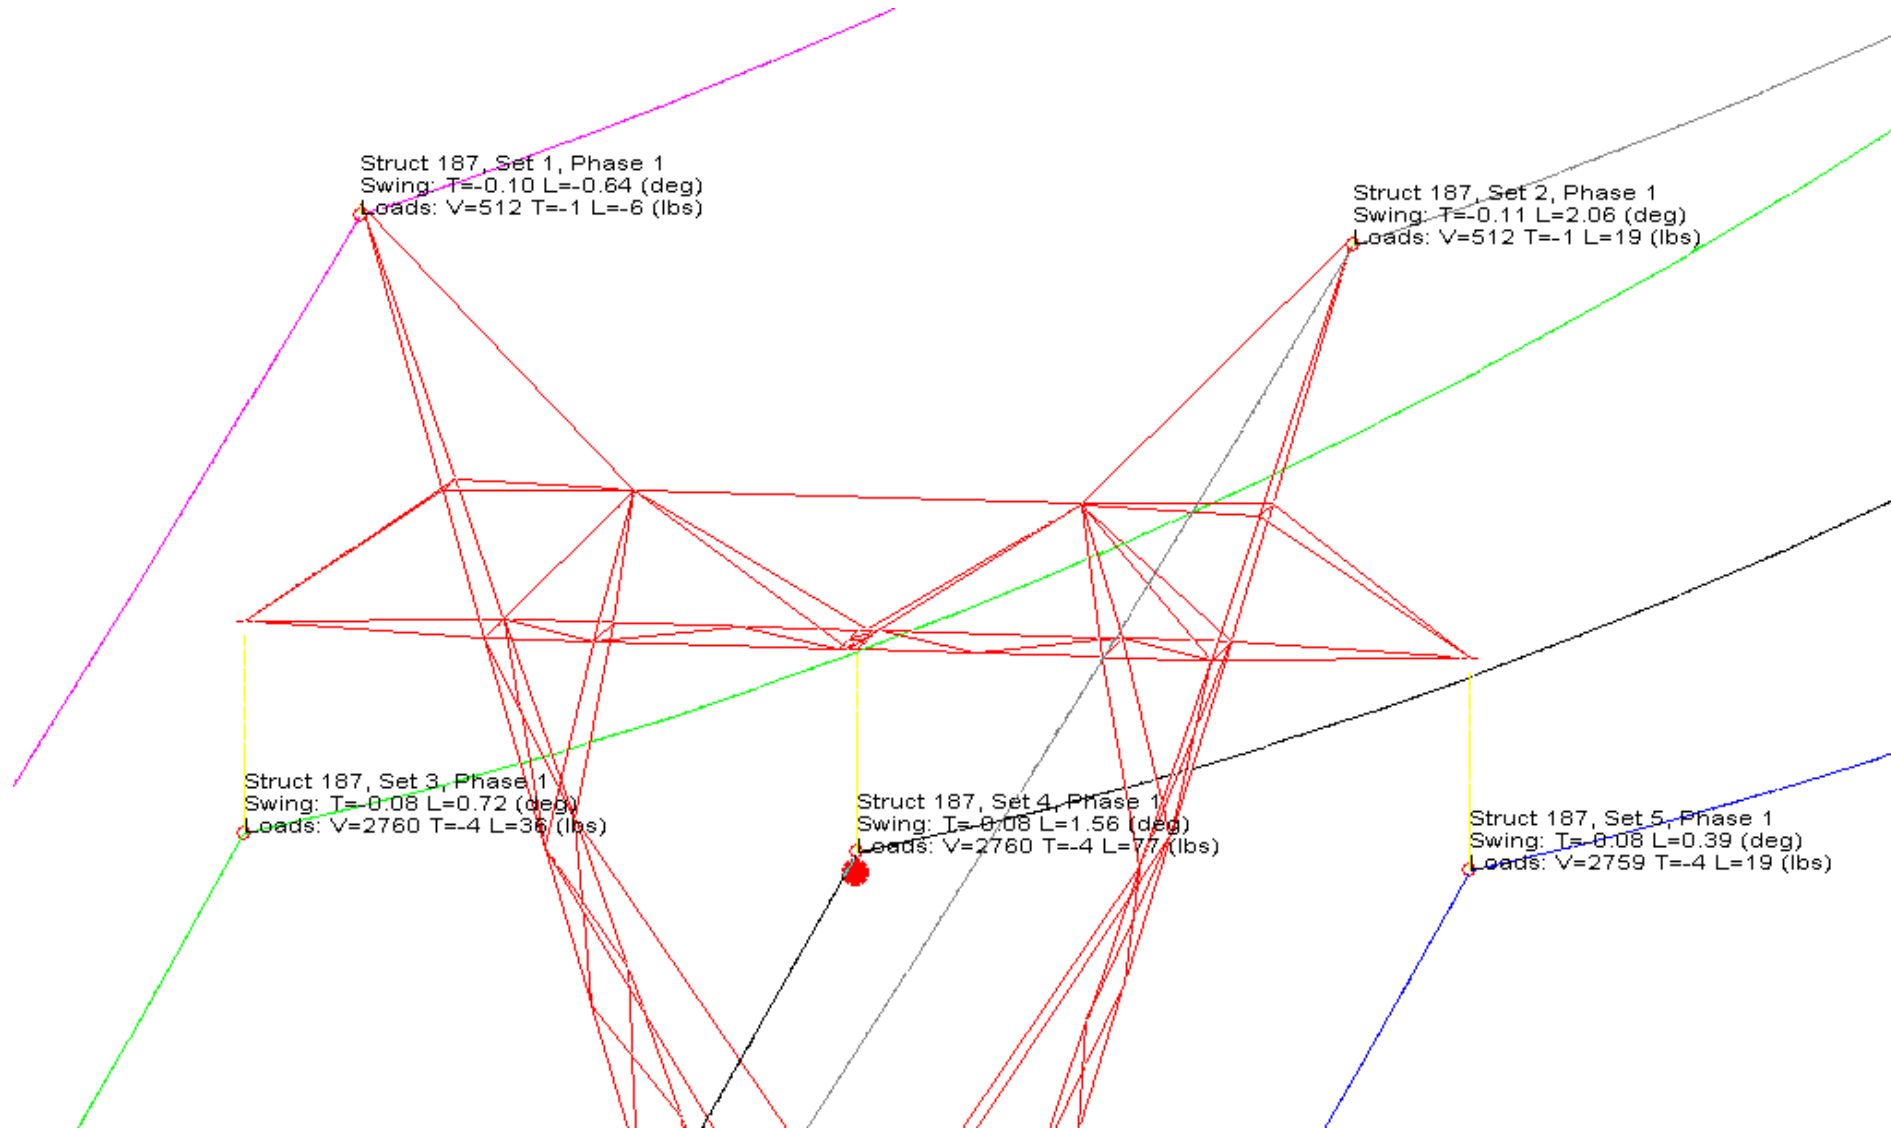 Struct 187, Set 1, Phase 1
Swing: T=-0.10 L=-0.64 (deg)
Loads: V=512 T=-1 L=-6 (lbs)
Struct 187, Set 2, Phase 1
Swing: T=-0.11 L=2.06 (deg)
Loads: V=512 T=-1 L=19 (lbs)
Struct 187, Set 3, Phase 1
Swing: T=-0.08 L=0.72 (deg)
Loads: V=2760 T=-4 L=36 (lbs)
Struct 187, Set 4, Phase 1
Swing: T=-0.08 L=1.56 (deg)
Loads: V=2760 T=-4 L=77 (lbs)
Struct 187, Set 5, Phase 1
Swing: T=-0.08 L=0.39 (deg)
Loads: V=2759 T=-4 L=19 (lbs)